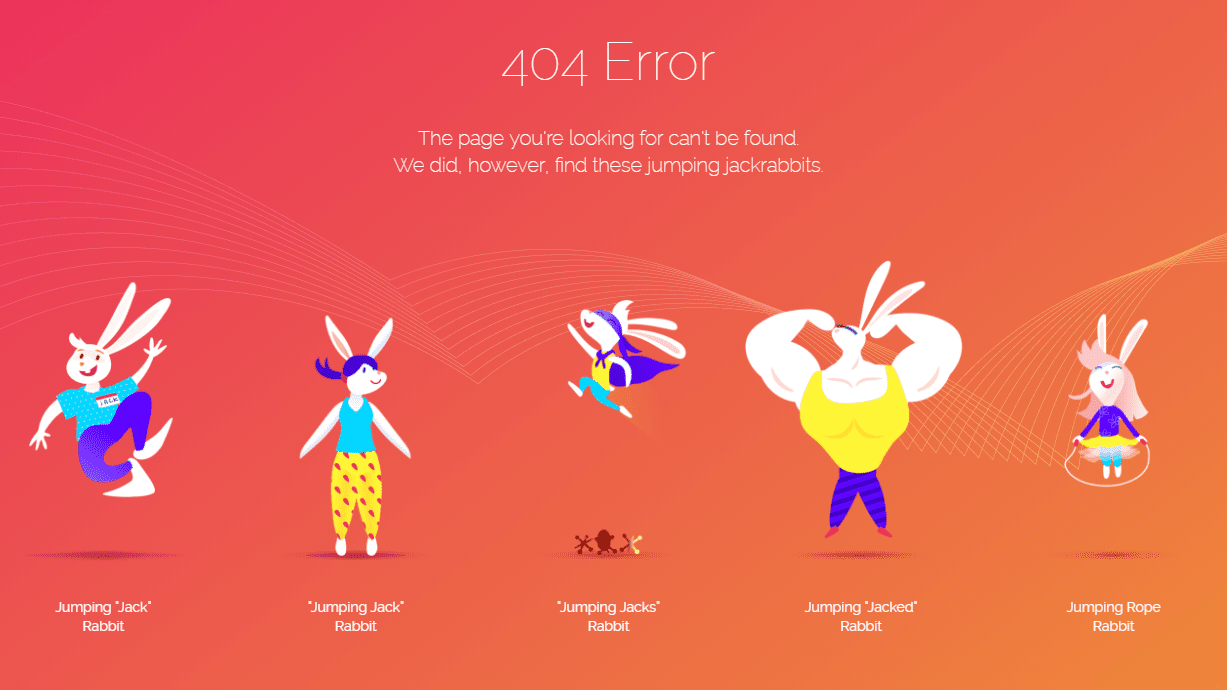 404 Error
The page you're looking for can't be found.
We did, however, find these jumping jackrabbits.
JACK
Jumping "Jack"
Rabbit
"Jumping Jack"
Rabbit
"Jumping Jacks"
Rabbit
Jumping "Jacked"
Rabbit
Jumping Rope
Rabbit